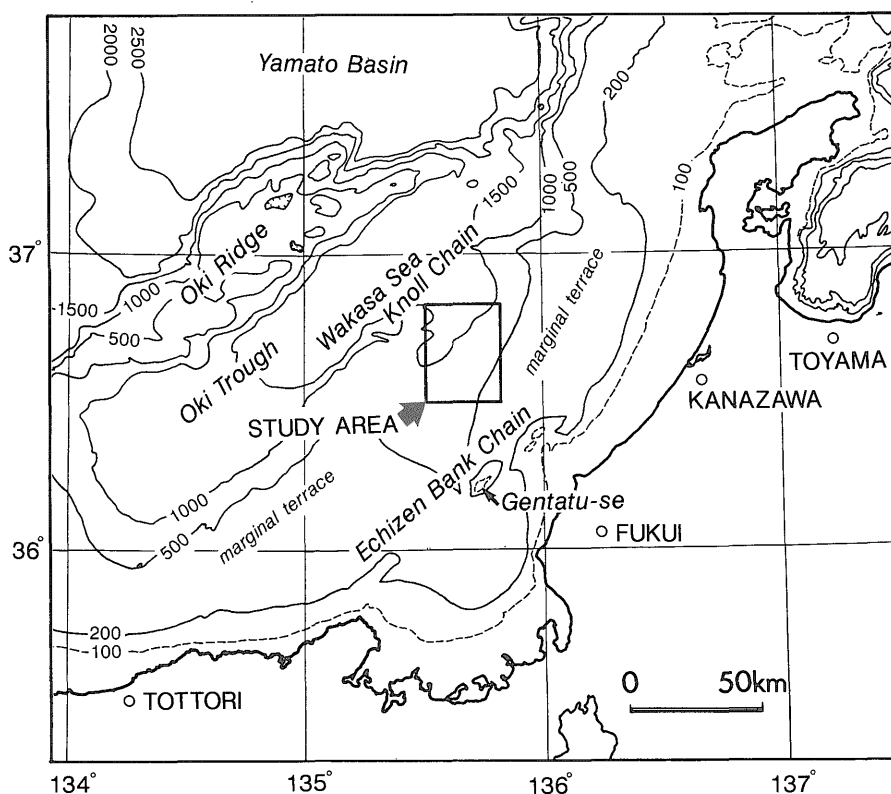 2000
2500
Yamato Basin
200
100
1500
1000
500
37°
Oki Ridge
Wakasa Sea
Knoll Chain
1500
1000
500
marginal terrace
TOYAMA
KANAZAWA
Oki Trough
STUDY AREA
Echizen Bank Chain
Gentatu-se
1000
500
marginal terrace
36°
FUKUI
200
100
TOTTORI
0 50km
134° 135° 136° 137°